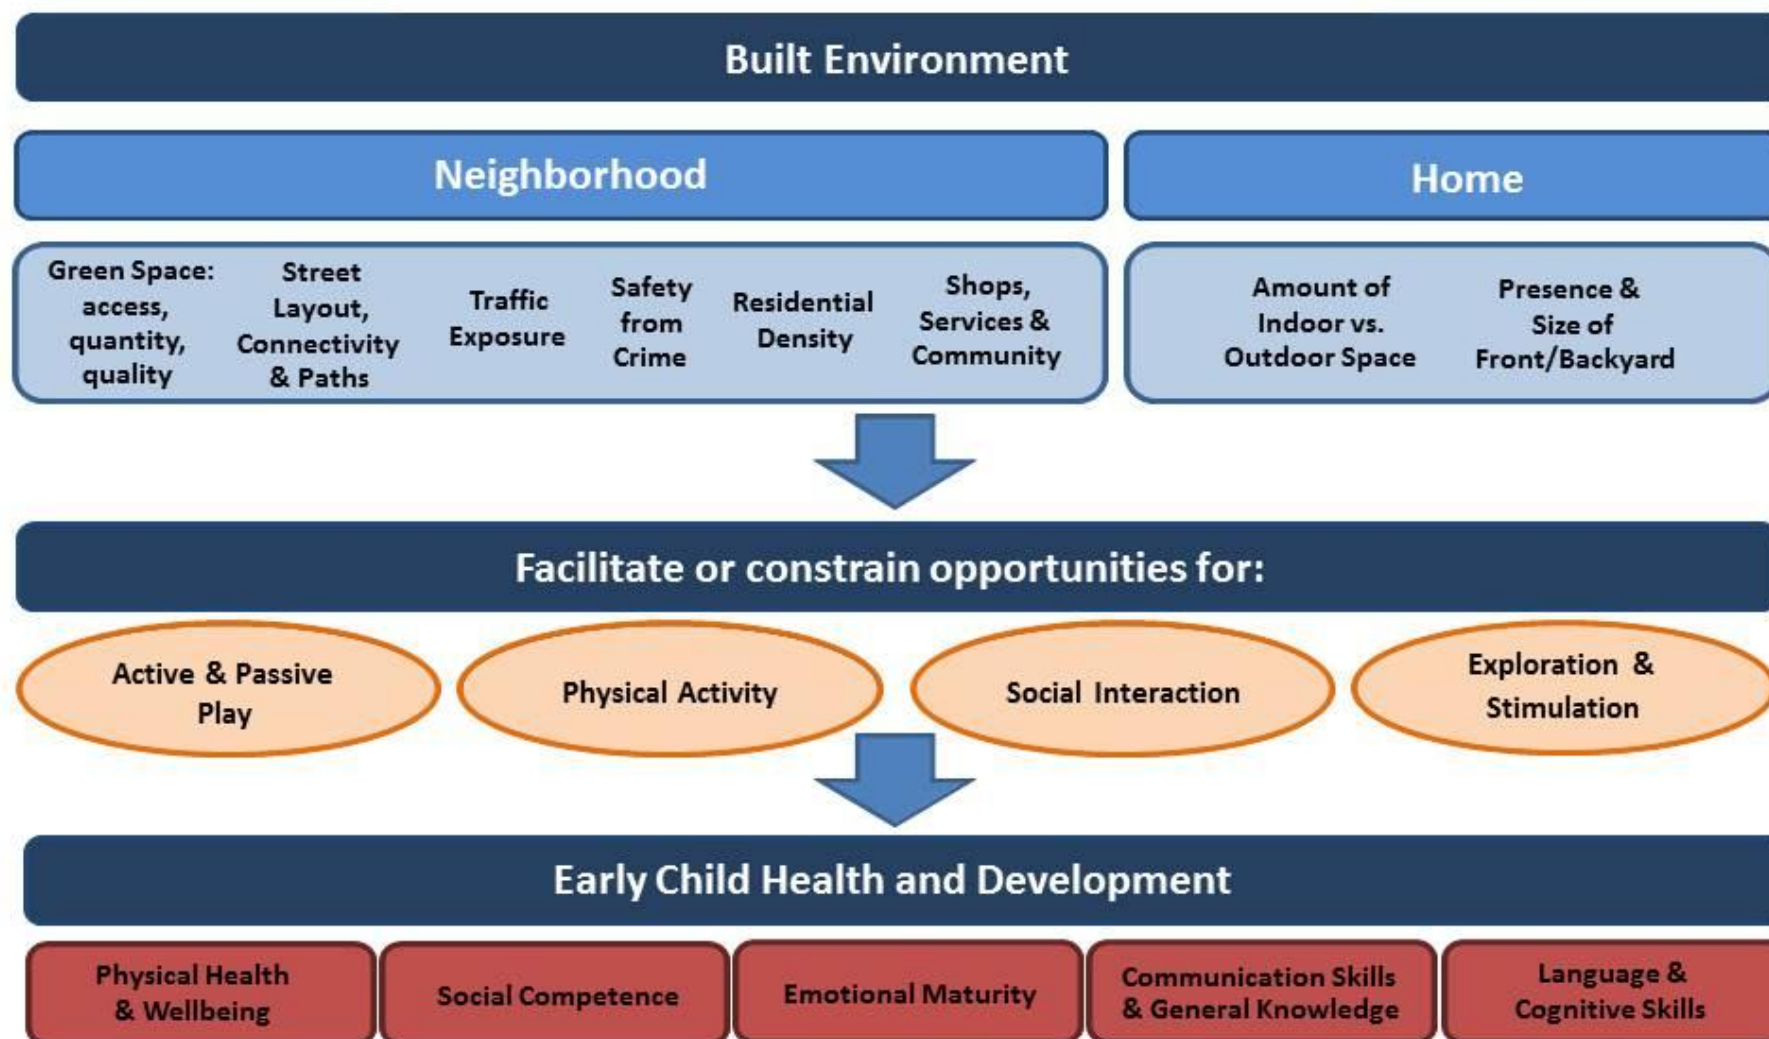 Built Environment
Neighborhood
Home
Green Space:
access,
quantity,
quality
Street
Layout,
Connectivity
& Paths
Traffic
Exposure
Safety
from
Crime
Residential
Density
Shops,
Services &
Community
Amount of
Indoor vs.
Outdoor Space
Presence &
Size of
Front/Backyard
Facilitate or constrain opportunities for:
Active & Passive
Play
Physical Activity
Social Interaction
Exploration &
Stimulation
Early Child Health and Development
Physical Health
& Wellbeing
Social Competence
Emotional Maturity
Communication Skills
& General Knowledge
Language &
Cognitive Skills